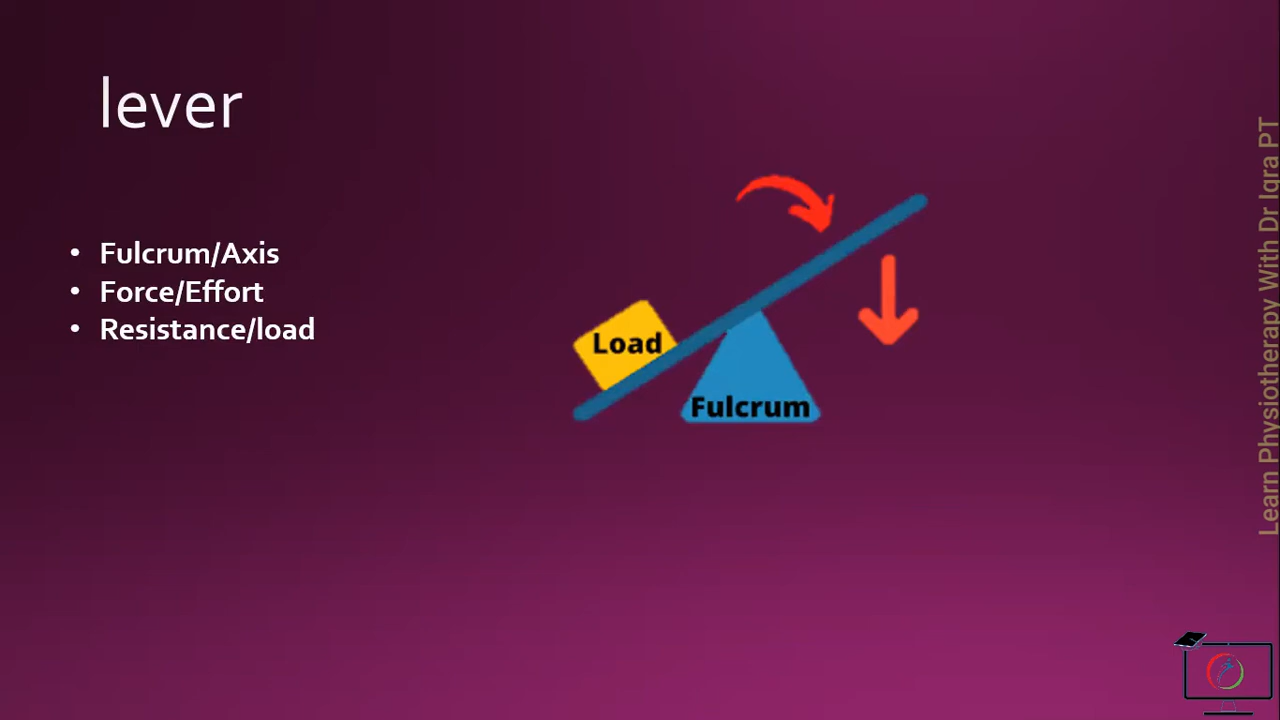 lever
• Fulcrum/Axis
• Force/Effort
• Resistance/load
Load
Fulcrum
Learn Physiotherapy With Dr Iqra PT